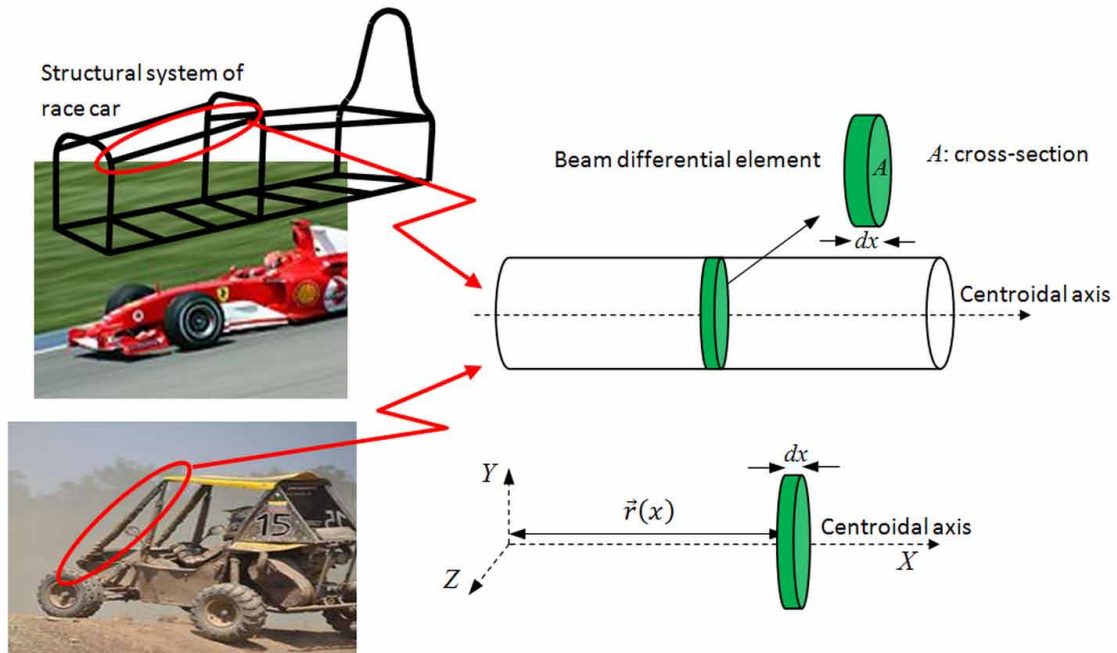 Structural system of
race car
Beam differential element
A: cross-section
A
dx
Centroidal axis
15
dx
Y
r⃗(x)
Centroidal axis
X
Z